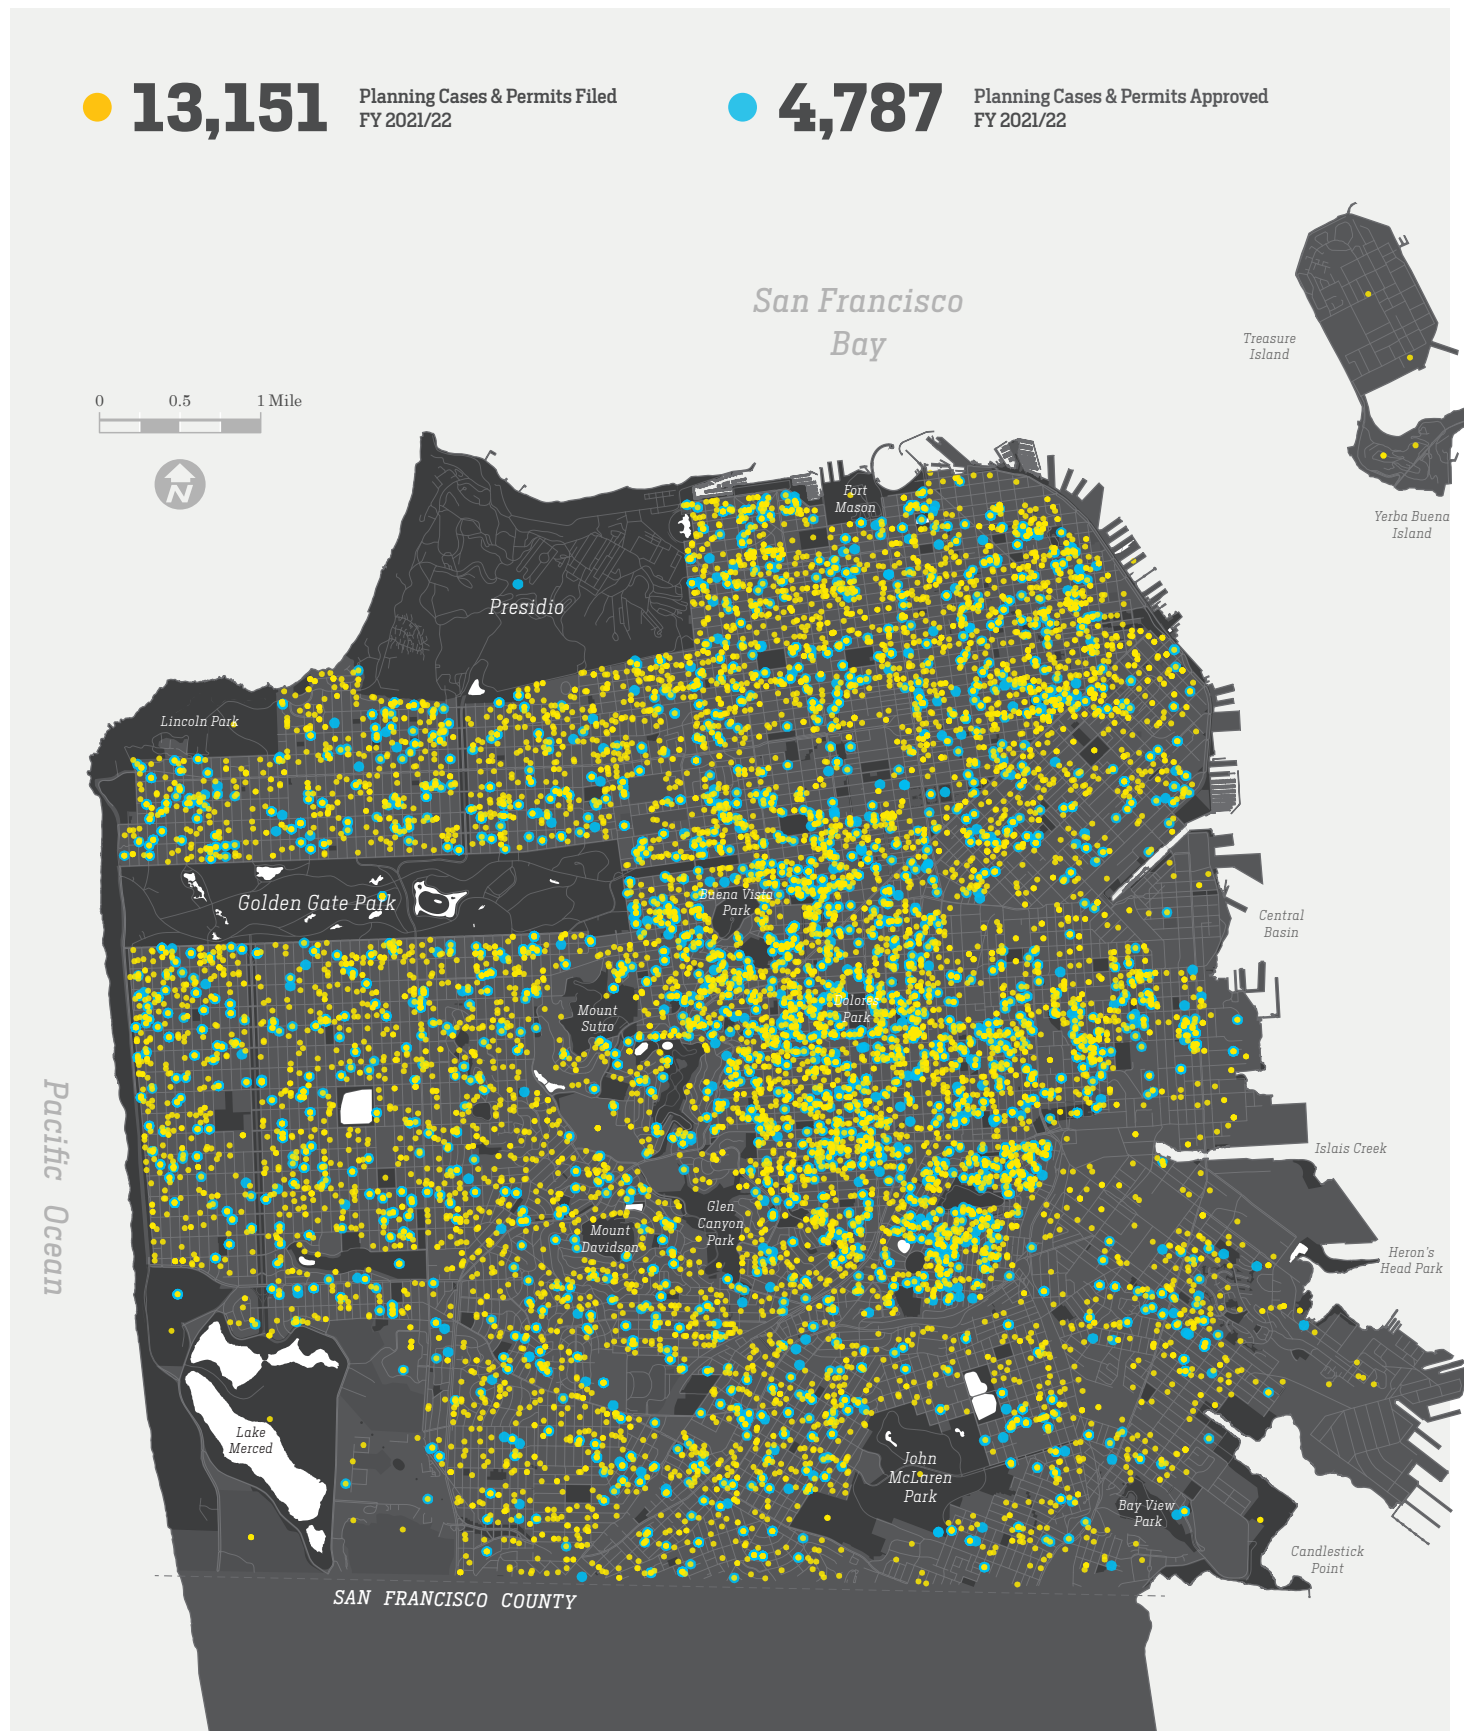 13,151
Planning Cases & Permits Filed
FY 2021/22
4,787
Planning Cases & Permits Approved
FY 2021/22
San Francisco
Bay
Treasure
Island
0 0.5 1 Mile
N
Fort
Mason
Yerba Buena
Island
Presidio
Lincoln Park
Golden Gate Park
Buena Vista
Park
Central
Basin
Mount
Sutro
Dolores
Park
Pacific Ocean
Islais Creek
Glen
Canyon
Park
Mount
Davidson
Heron's
Head Park
Lake
Merced
John
McLaren
Park
Bay View
Park
Candlestick
Point
SAN FRANCISCO COUNTY